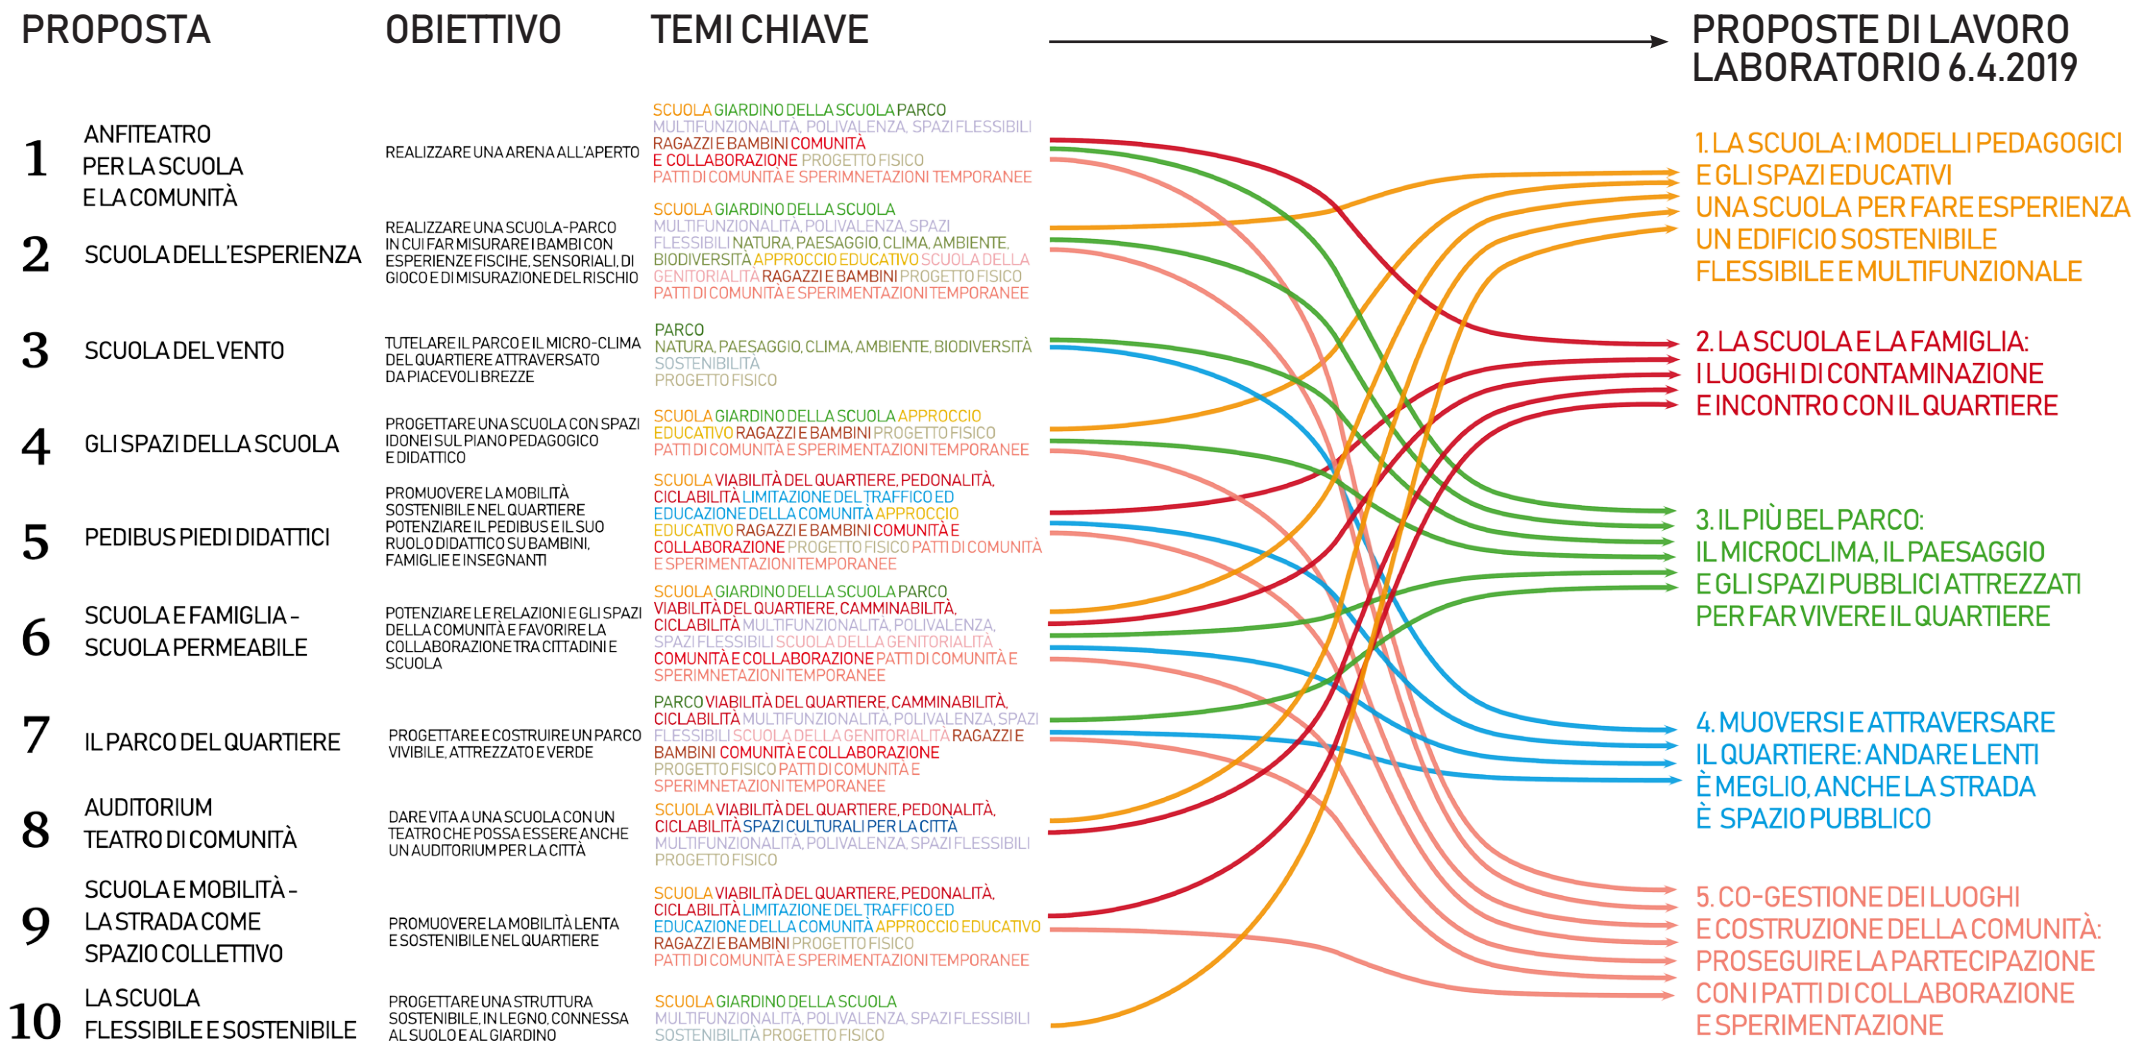 PROPOSTA
OBIETTIVO
TEMI CHIAVE
PROPOSTE DI LAVORO
LABORATORIO 6.4.2019
1
ANFITEATRO
PER LA SCUOLA
E LA COMUNITÀ
REALIZZARE UNA ARENA ALL'APERTO
SCUOLA GIARDINO DELLA SCUOLA PARCO
MULTIFUNZIONALITÀ, POLIVALENZA, SPAZI FLESSIBILI
RAGAZZI E BAMBINI COMUNITÀ
E COLLABORAZIONE PROGETTO FISICO
PATTI DI COMUNITÀ E SPERIMNETAZIONI TEMPORANEE
2
SCUOLA DELL'ESPERIENZA
REALIZZARE UNA SCUOLA-PARCO
IN CUI FAR MISURARE I BAMBI CON
ESPERIENZE FISCIHE, SENSORIALI, DI
GIOCO E DI MISURAZIONE DEL RISCHIO
SCUOLA GIARDINO DELLA SCUOLA
MULTIFUNZIONALITÀ, POLIVALENZA, SPAZI
FLESSIBILI NATURA, PAESAGGIO, CLIMA, AMBIENTE,
BIODIVERSITÀ APPROCCIO EDUCATIVO SCUOLA DELLA
GENITORIALITÀ RAGAZZI E BAMBINI PROGETTO FISICO
PATTI DI COMUNITÀ E SPERIMENTAZIONI TEMPORANEE
3
SCUOLA DEL VENTO
TUTELARE IL PARCO E IL MICRO-CLIMA
DEL QUARTIERE ATTRAVERSATO
DA PIACEVOLI BREZZE
PARCO
NATURA, PAESAGGIO, CLIMA, AMBIENTE, BIODIVERSITÀ
SOSTENIBILITÀ
PROGETTO FISICO
4
GLI SPAZI DELLA SCUOLA
PROGETTARE UNA SCUOLA CON SPAZI
IDONEI SUL PIANO PEDAGOGICO
E DIDATTICO
SCUOLA GIARDINO DELLA SCUOLA APPROCCIO
EDUCATIVO RAGAZZI E BAMBINI PROGETTO FISICO
PATTI DI COMUNITÀ E SPERIMENTAZIONI TEMPORANEE
5
PEDIBUS PIEDI DIDATTICI
PROMUOVERE LA MOBILITÀ
SOSTENIBILE NEL QUARTIERE
POTENZIARE IL PEDIBUS E IL SUO
RUOLO DIDATTICO SU BAMBINI,
FAMIGLIE E INSEGNANTI
SCUOLA VIABILITÀ DEL QUARTIERE, PEDONALITÀ,
CICLABILITÀ LIMITAZIONE DEL TRAFFICO ED
EDUCAZIONE DELLA COMUNITÀ APPROCCIO
EDUCATIVO RAGAZZI E BAMBINI COMUNITÀ E
COLLABORAZIONE PROGETTO FISICO PATTI DI COMUNITÀ
E SPERIMENTAZIONI TEMPORANEE
6
SCUOLA E FAMIGLIA -
SCUOLA PERMEABILE
POTENZIARE LE RELAZIONI E GLI SPAZI
DELLA COMUNITÀ E FAVORIRE LA
COLLABORAZIONE TRA CITTADINI E
SCUOLA
SCUOLA GIARDINO DELLA SCUOLA PARCO
VIABILITÀ DEL QUARTIERE, CAMMINABILITÀ,
CICLABILITÀ MULTIFUNZIONALITÀ, POLIVALENZA,
SPAZI FLESSIBILI SCUOLA DELLA GENITORIALITÀ
COMUNITÀ E COLLABORAZIONE PATTI DI COMUNITÀ E
SPERIMNETAZIONI TEMPORANEE
7
IL PARCO DEL QUARTIERE
PROGETTARE E COSTRUIRE UN PARCO
VIVIBILE, ATTREZZATO E VERDE
PARCO VIABILITÀ DEL QUARTIERE, CAMMINABILITÀ,
CICLABILITÀ MULTIFUNZIONALITÀ, POLIVALENZA, SPAZI
FLESSIBILI SCUOLA DELLA GENITORIALITÀ RAGAZZI E
BAMBINI COMUNITÀ E COLLABORAZIONE
PROGETTO FISICO PATTI DI COMUNITÀ E
SPERIMNETAZIONI TEMPORANEE
8
AUDITORIUM
TEATRO DI COMUNITÀ
DARE VITA A UNA SCUOLA CON UN
TEATRO CHE POSSA ESSERE ANCHE
UN AUDITORIUM PER LA CITTÀ
SCUOLA VIABILITÀ DEL QUARTIERE, PEDONALITÀ,
CICLABILITÀ SPAZI CULTURALI PER LA CITTÀ
MULTIFUNZIONALITÀ, POLIVALENZA, SPAZI FLESSIBILI
PROGETTO FISICO
9
SCUOLA E MOBILITÀ -
LA STRADA COME
SPAZIO COLLETTIVO
PROMUOVERE LA MOBILITÀ LENTA
E SOSTENIBILE NEL QUARTIERE
SCUOLA VIABILITÀ DEL QUARTIERE, PEDONALITÀ,
CICLABILITÀ LIMITAZIONE DEL TRAFFICO ED
EDUCAZIONE DELLA COMUNITÀ APPROCCIO EDUCATIVO
RAGAZZI E BAMBINI PROGETTO FISICO
PATTI DI COMUNITÀ E SPERIMENTAZIONI TEMPORANEE
10
LA SCUOLA
FLESSIBILE E SOSTENIBILE
PROGETTARE UNA STRUTTURA
SOSTENIBILE, IN LEGNO, CONNESSA
AL SUOLO E AL GIARDINO
SCUOLA GIARDINO DELLA SCUOLA
MULTIFUNZIONALITÀ, POLIVALENZA, SPAZI FLESSIBILI
SOSTENIBILITÀ PROGETTO FISICO
1. LA SCUOLA: I MODELLI PEDAGOGICI
E GLI SPAZI EDUCATIVI
UNA SCUOLA PER FARE ESPERIENZA
UN EDIFICIO SOSTENIBILE
FLESSIBILE E MULTIFUNZIONALE
2. LA SCUOLA E LA FAMIGLIA:
I LUOGHI DI CONTAMINAZIONE
E INCONTRO CON IL QUARTIERE
3. IL PIÙ BEL PARCO:
IL MICROCLIMA, IL PAESAGGIO
E GLI SPAZI PUBBLICI ATTREZZATI
PER FAR VIVERE IL QUARTIERE
4. MUOVERSI E ATTRAVERSARE
IL QUARTIERE: ANDARE LENTI
È MEGLIO, ANCHE LA STRADA
È SPAZIO PUBBLICO
5. CO-GESTIONE DEI LUOGHI
E COSTRUZIONE DELLA COMUNITÀ:
PROSEGUIRE LA PARTECIPAZIONE
CON I PATTI DI COLLABORAZIONE
E SPERIMENTAZIONE